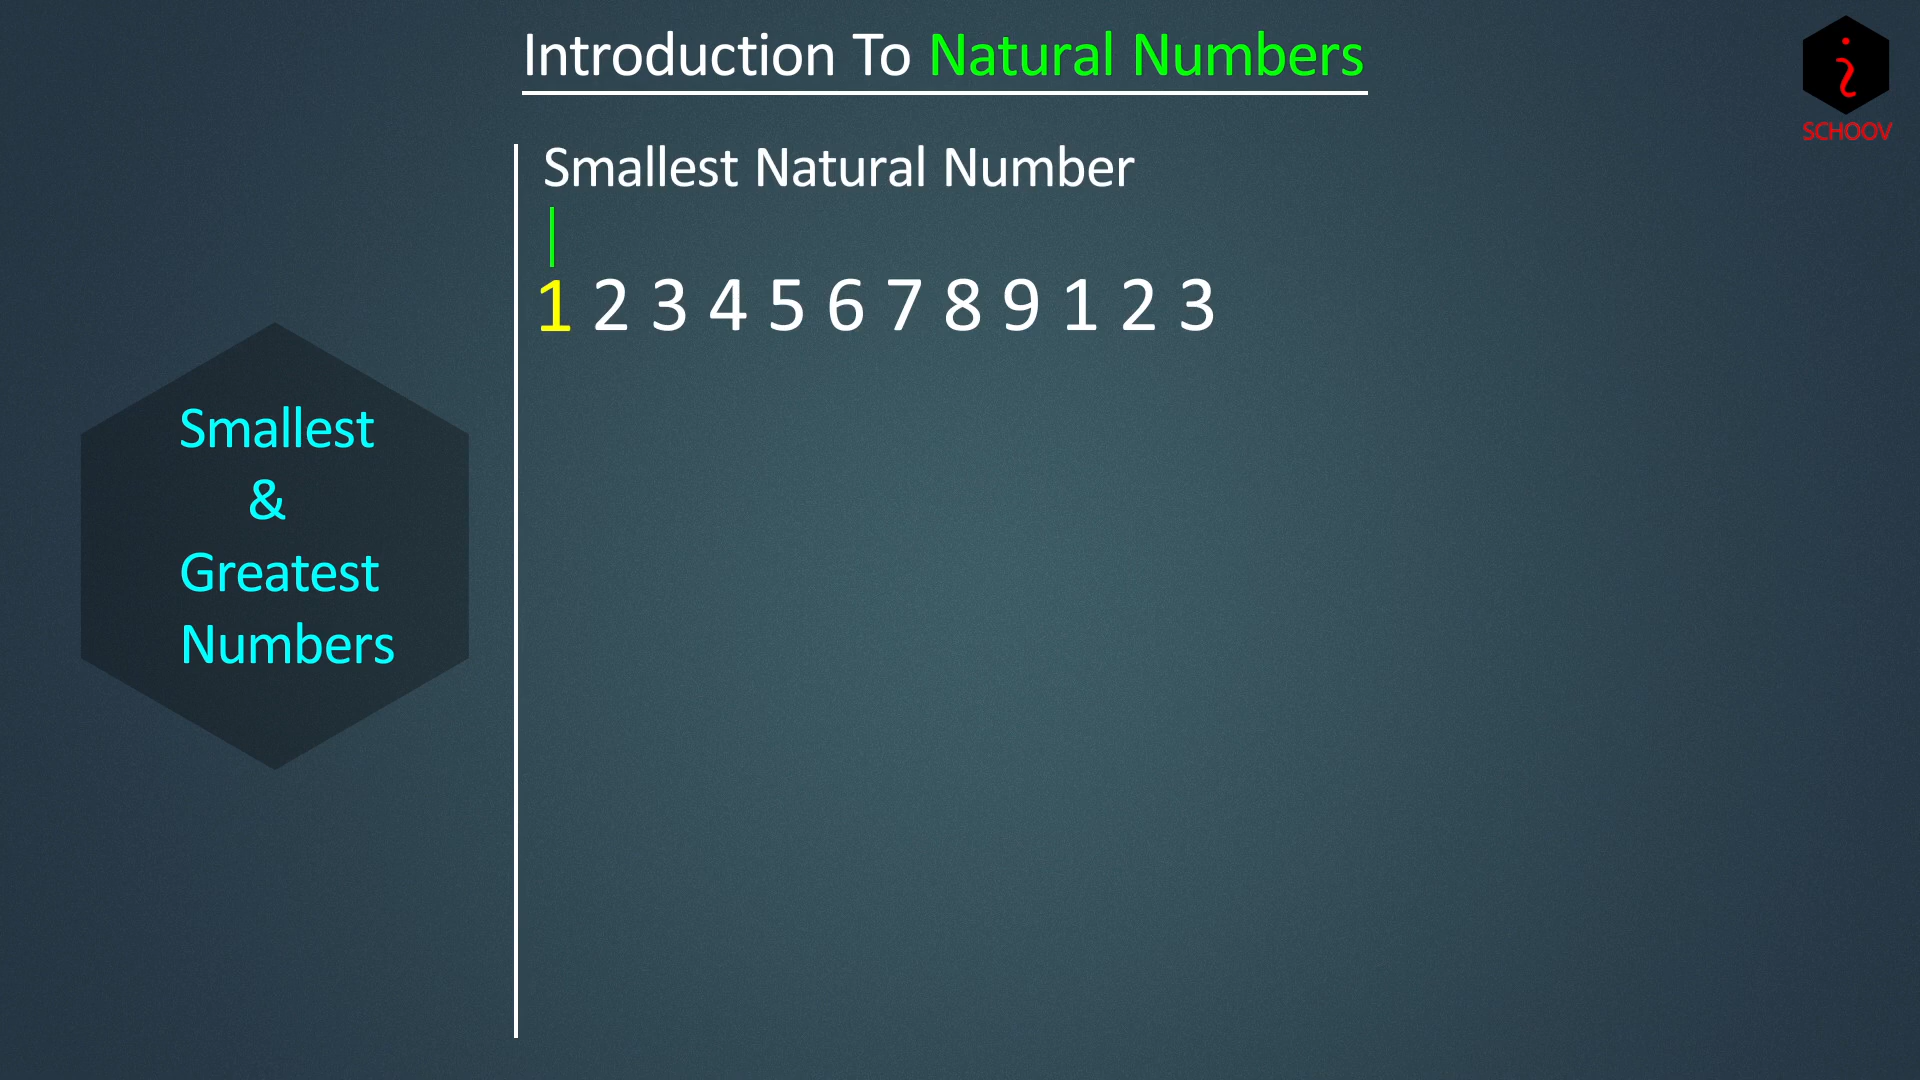 Introduction To Natural Numbers
SCHOOV
Smallest Natural Number
1 2 3 4 5 6 7 8 9 1 2 3
Smallest
&
Greatest
Numbers